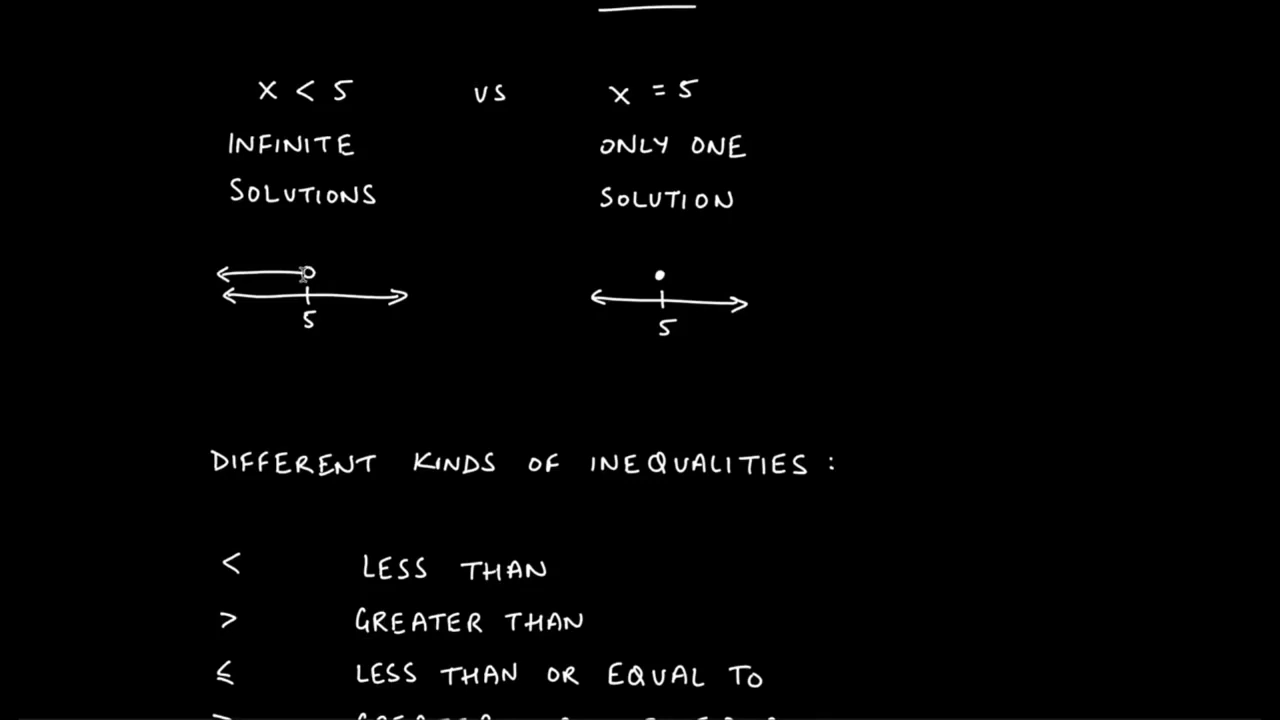 x < 5 vs x = 5
INFINITE ONLY ONE
SOLUTIONS SOLUTION
5 5
DIFFERENT KINDS OF INEQUALITIES :
< LESS THAN
> GREATER THAN
≤ LESS THAN OR EQUAL TO